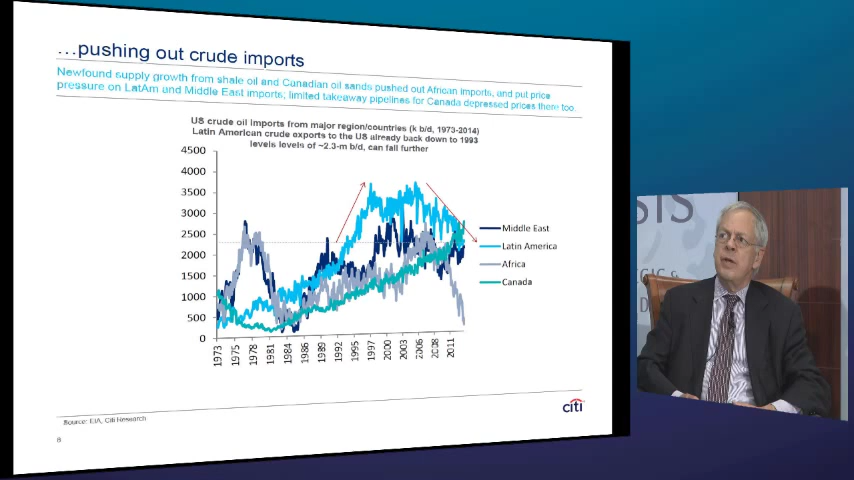 ...pushing out crude imports
Newfound supply growth from shale oil and Canadian oil sands pushed out African imports, and put price
pressure on LatAm and Middle East imports; limited takeaway pipelines for Canada depressed prices there too.
US crude oil imports from major region/countries (k b/d, 1973-2014)
Latin American crude exports to the US already back down to 1993
levels levels of ~2.3-m b/d, can fall further
4500
4000
3500
3000
2500
2000
1500
1000
500
0
1973
1975
1978
1981
1984
1986
1989
1992
1995
1997
2000
2003
2006
2008
2011
Middle East
Latin America
Africa
Canada
Source: EIA, Citi Research
citi
SIS
GIC &